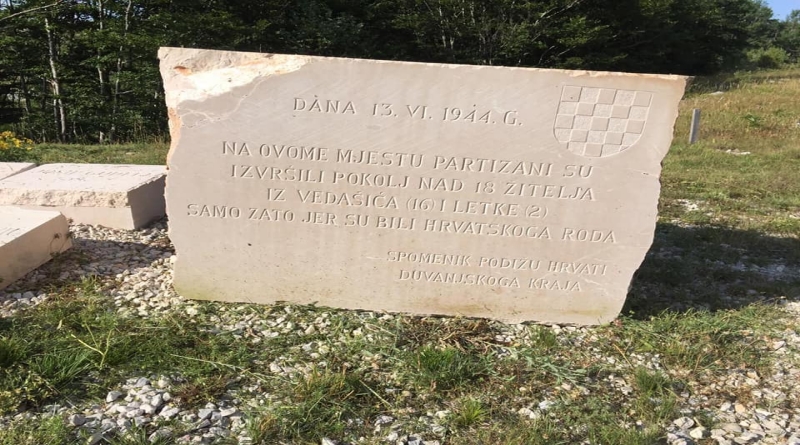 DÀNA 13. VI. 1944. G.
NA OVOME MJESTU PARTIZANI SU
IZVRŠILI POKOLJ NAD 18 ŽITELJA
IZ VEDAŠIĆA (16) I LETKE (2)
SAMO ZATO JER SU BILI HRVATSKOGA RODA
SPOMENIK PODIŽU HRVATI
DUVANJSKOGA KRAJA